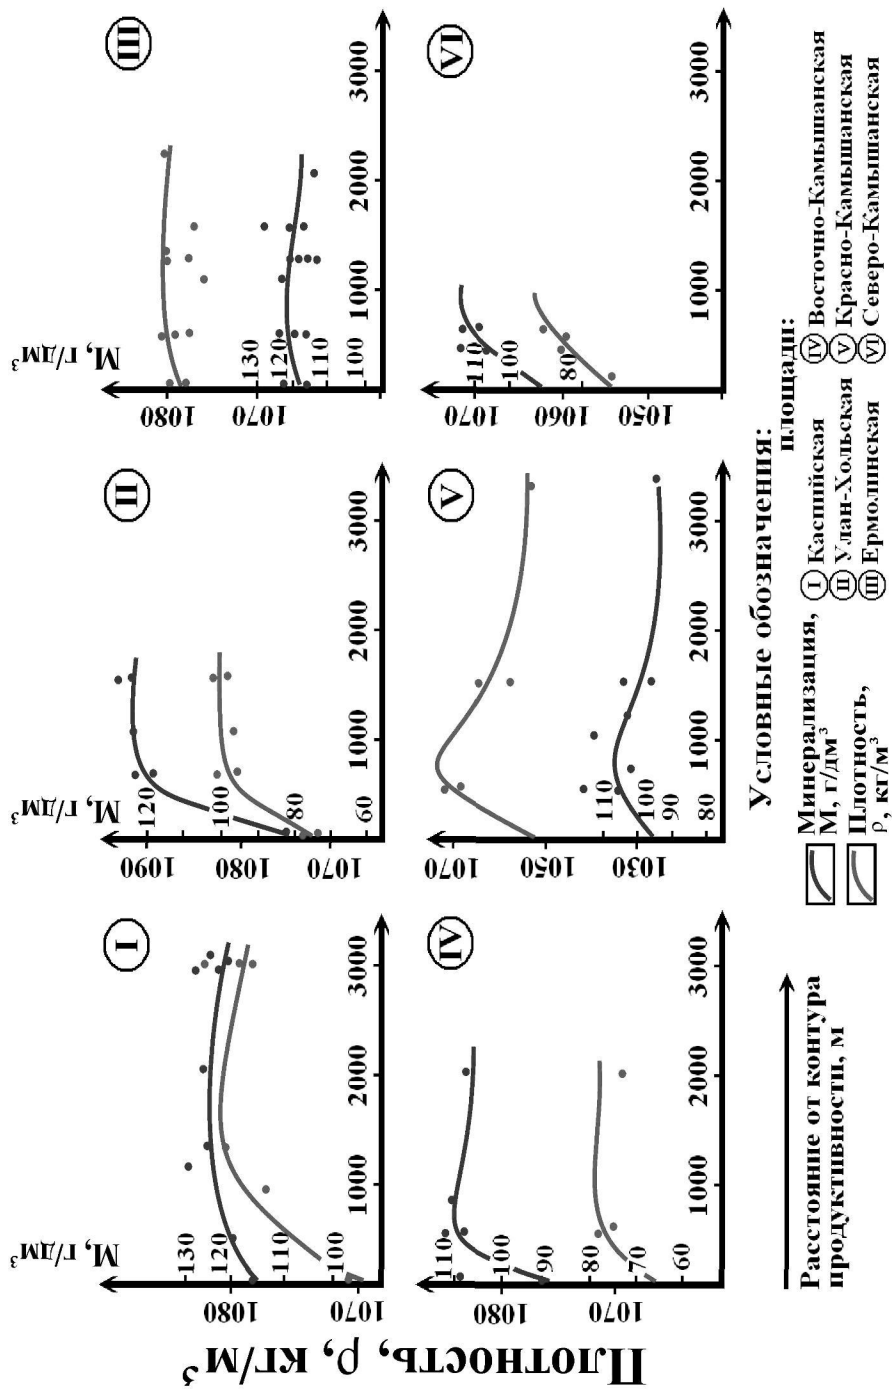 Плотность, ρ, кг/м³
М, г/дм³
I
130
120
110
100
1080
1070
1000
2000
3000
М, г/дм³
II
120
100
80
60
1090
1080
1070
1000
2000
3000
М, г/дм³
III
130
120
110
100
1080
1070
1000
2000
3000
IV
110
100
90
80
70
60
1080
1070
1000
2000
3000
V
110
100
90
80
1070
1050
1030
1000
2000
3000
VI
110
100
80
1070
1060
1050
1000
2000
3000
Расстояние от контура
продуктивности, м
Условные обозначения:
Минерализация,
М, г/дм³
Плотность,
ρ, кг/м³
площади:
I Каспийская
II Улан-Хольская
III Ермолинская
IV Восточно-Камышанская
V Красно-Камышанская
VI Северо-Камышанская